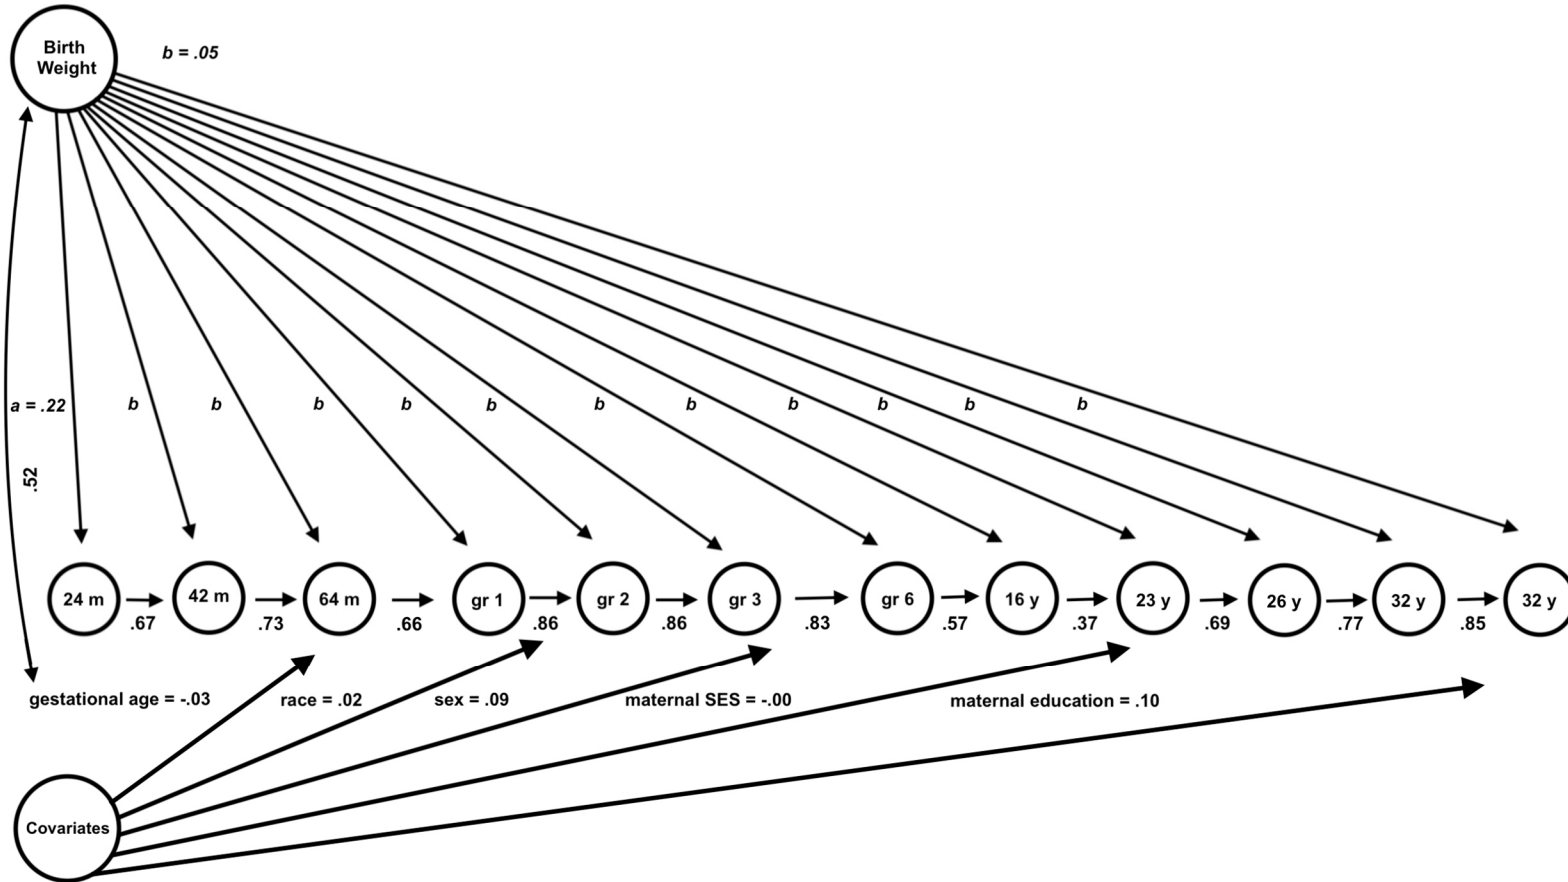 Birth
Weight
b = .05
a = .22
b
b
b
b
b
b
b
b
b
b
b
.52
24 m
42 m
64 m
gr 1
gr 2
gr 3
gr 6
16 y
23 y
26 y
32 y
32 y
.67
.73
.66
.86
.86
.83
.57
.37
.69
.77
.85
gestational age = -.03
race = .02
sex = .09
maternal SES = -.00
maternal education = .10
Covariates